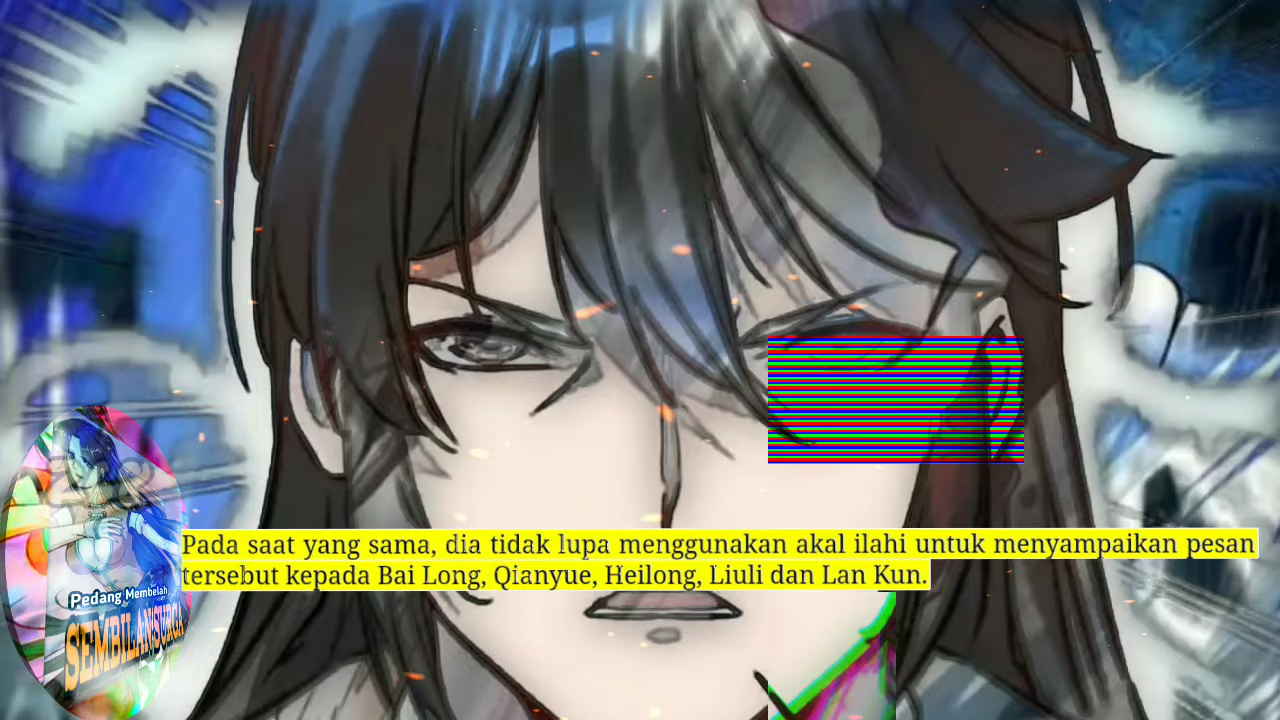 Pada saat yang sama, dia tidak lupa menggunakan akal ilahi untuk menyampaikan pesan
tersebut kepada Bai Long, Qianyue, Heilong, Liuli dan Lan Kun.
Pedang Membelah
SEMBILAN SURGA